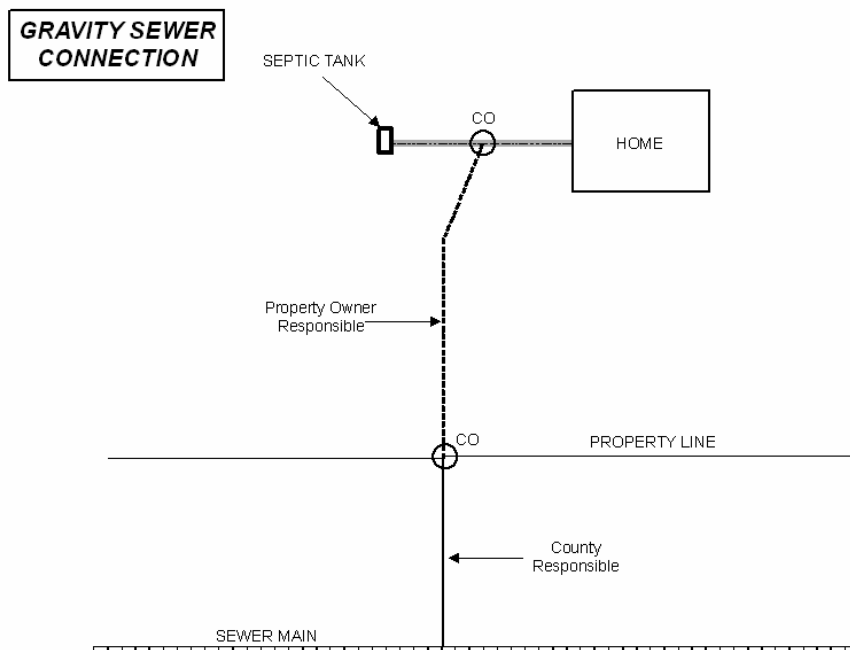 GRAVITY SEWER
CONNECTION
SEPTIC TANK
CO
HOME
Property Owner
Responsible
CO
PROPERTY LINE
County
Responsible
SEWER MAIN